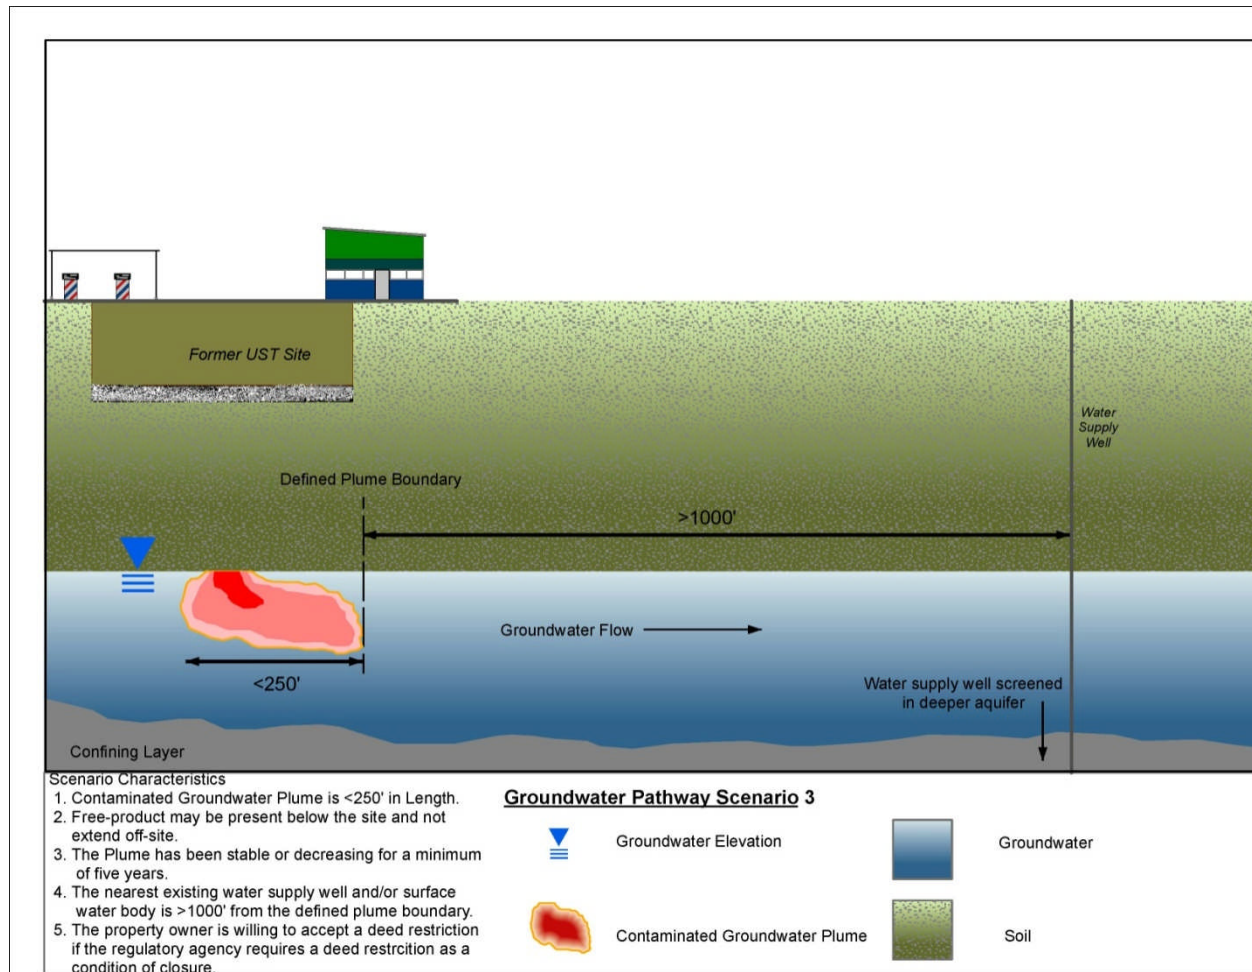 Former UST Site
Water
Supply
Well
Defined Plume Boundary
>1000'
Groundwater Flow
<250'
Water supply well screened
in deeper aquifer
Confining Layer
Scenario Characteristics
1. Contaminated Groundwater Plume is <250' in Length.
2. Free-product may be present below the site and not
extend off-site.
3. The Plume has been stable or decreasing for a minimum
of five years.
4. The nearest existing water supply well and/or surface
water body is >1000' from the defined plume boundary.
5. The property owner is willing to accept a deed restriction
if the regulatory agency requires a deed restrcition as a
condition of closure.
Groundwater Pathway Scenario 3
Groundwater Elevation
Groundwater
Contaminated Groundwater Plume
Soil